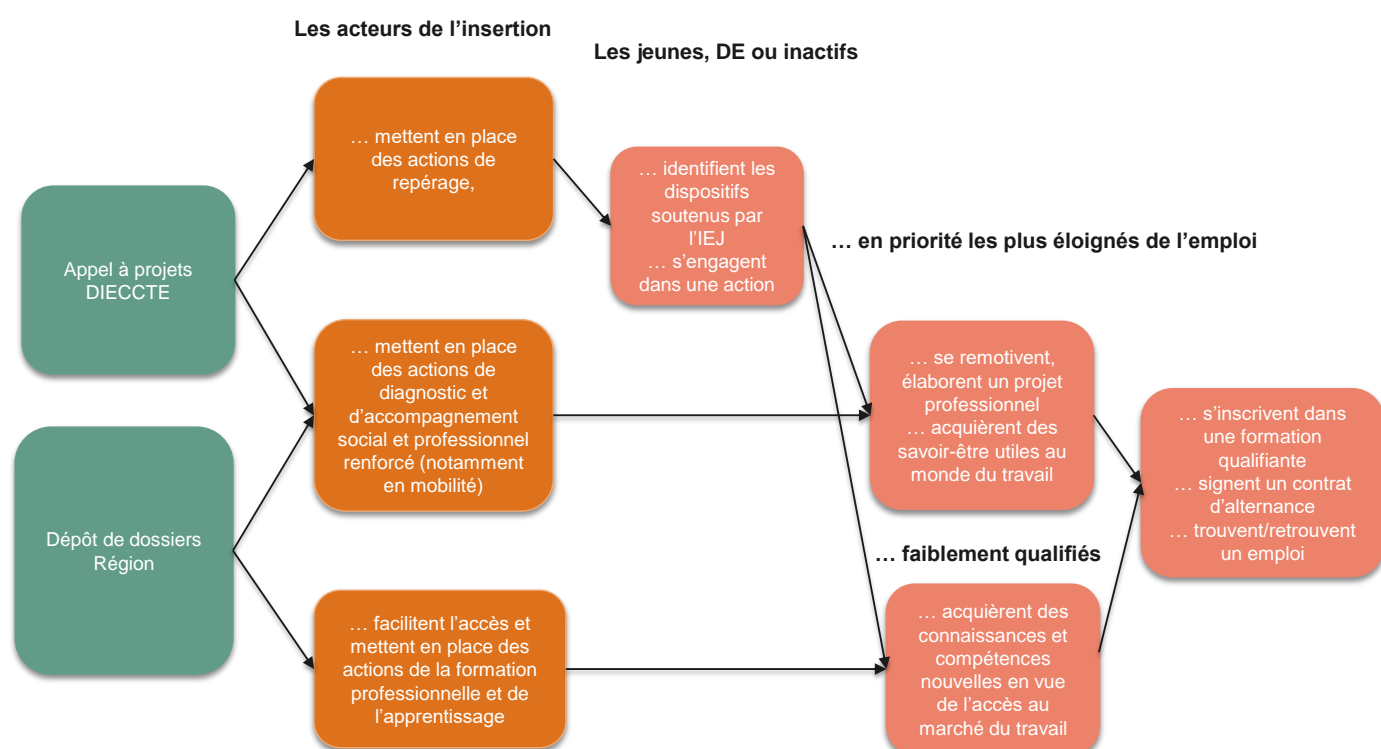 Les acteurs de l’insertion
Les jeunes, DE ou inactifs
… mettent en place
des actions de
repérage,
… identifient les
dispositifs
soutenus par
l’IEJ
… s’engagent
dans une action
Appel à projets
DIECCTE
… en priorité les plus éloignés de l’emploi
… mettent en place
des actions de
diagnostic et
d’accompagnement
social et professionnel
renforcé (notamment
en mobilité)
… se remotivent,
élaborent un projet
professionnel
… acquièrent des
savoir-être utiles au
monde du travail
… s’inscrivent dans
une formation
qualifiante
… signent un contrat
d’alternance
… trouvent/retrouvent
un emploi
Dépôt de dossiers
Région
… faiblement qualifiés
… facilitent l’accès et
mettent en place des
actions de la formation
professionnelle et de
l’apprentissage
… acquièrent des
connaissances et
compétences
nouvelles en vue
de l’accès au
marché du travail